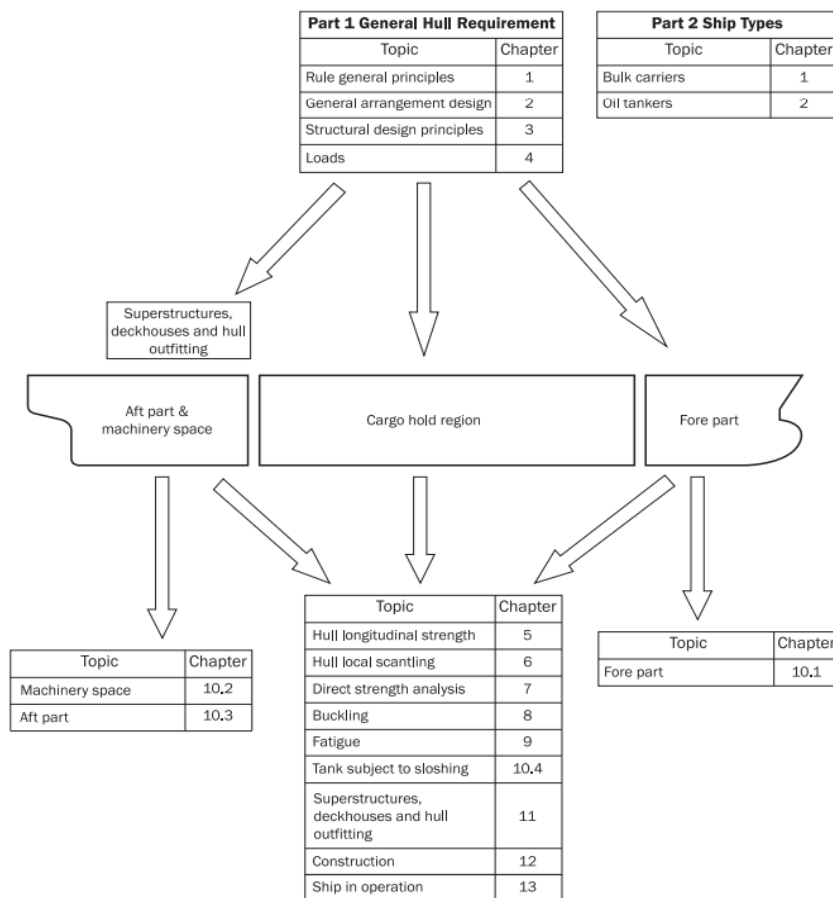 Part 1 General Hull Requirement
Topic Chapter
Rule general principles 1
General arrangement design 2
Structural design principles 3
Loads 4
Part 2 Ship Types
Topic Chapter
Bulk carriers 1
Oil tankers 2
Superstructures,
deckhouses and hull
outfitting
Aft part &
machinery space
Cargo hold region
Fore part
Topic Chapter
Machinery space 10.2
Aft part 10.3
Topic Chapter
Hull longitudinal strength 5
Hull local scantling 6
Direct strength analysis 7
Buckling 8
Fatigue 9
Tank subject to sloshing 10.4
Superstructures,
deckhouses and hull 11
outfitting
Construction 12
Ship in operation 13
Topic Chapter
Fore part 10.1